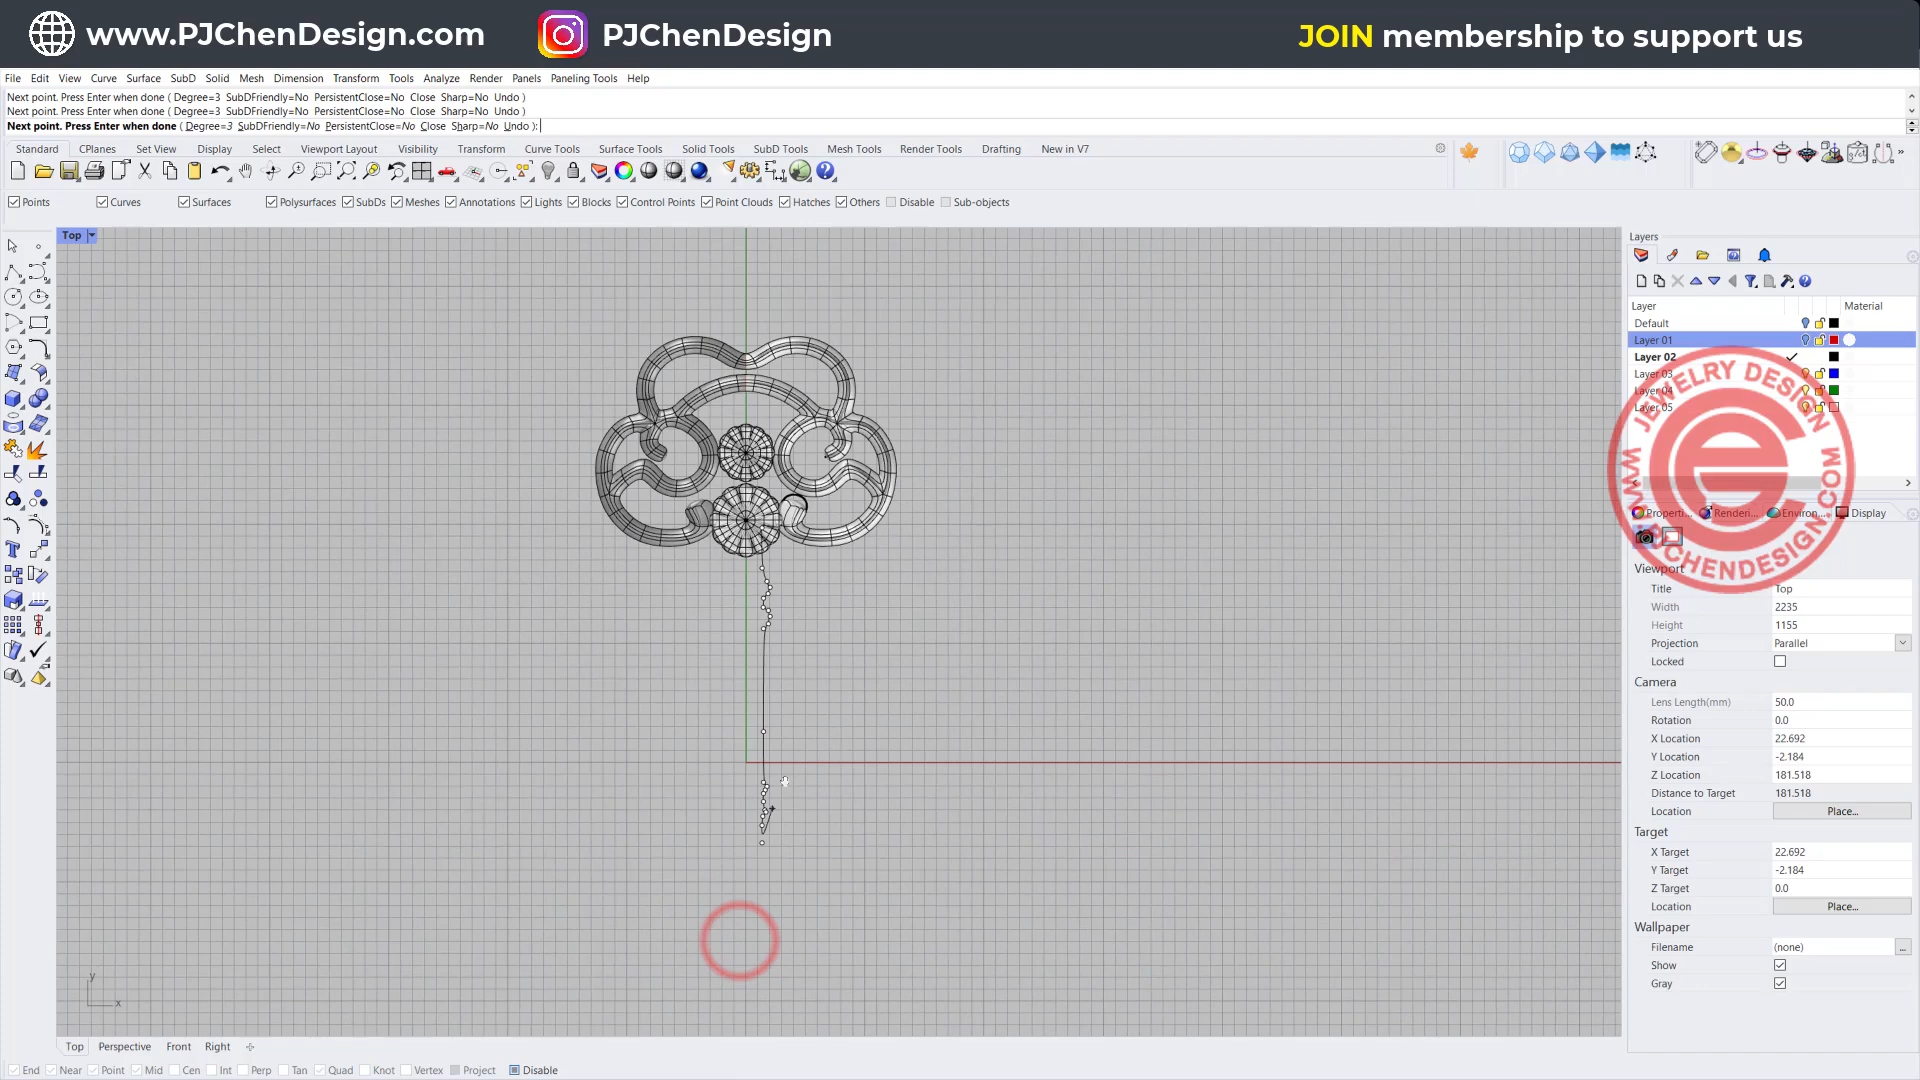 www.PJChenDesign.com
PJChenDesign
JOIN membership to support us
File Edit View Curve Surface SubD Solid Mesh Dimension Transform Tools Analyze Render Panels Paneling Tools Help
Next point. Press Enter when done ( Degree=3 SubDFriendly=No PersistentClose=No Close Sharp=No Undo )
Next point. Press Enter when done ( Degree=3 SubDFriendly=No PersistentClose=No Close Sharp=No Undo )
Next point. Press Enter when done ( Degree=3 SubDFriendly=No PersistentClose=No Close Sharp=No Undo ):
Standard CPlanes Set View Display Select Viewport Layout Visibility Transform Curve Tools Surface Tools Solid Tools SubD Tools Mesh Tools Render Tools Drafting New in V7
Points Curves Surfaces Polysurfaces SubDs Meshes Annotations Lights Blocks Control Points Point Clouds Hatches Others Disable Sub-objects
Top
Layers
Layer Material
Default
Layer 01
Layer 02
Layer 03
Layer 04
Layer 05
JEWELRY DESIGN
WWW.PJCHENDESIGN.COM
Properti... Renderi... Environ... Display
Viewport
Title Top
Width 2235
Height 1155
Projection Parallel
Locked
Camera
Lens Length(mm) 50.0
Rotation 0.0
X Location 22.692
Y Location -2.184
Z Location 181.518
Distance to Target 181.518
Location Place...
Target
X Target 22.692
Y Target -2.184
Z Target 0.0
Location Place...
Wallpaper
Filename (none) ...
Show
Gray
y
x
Top Perspective Front Right
End Near Point Mid Cen Int Perp Tan Quad Knot Vertex Project Disable